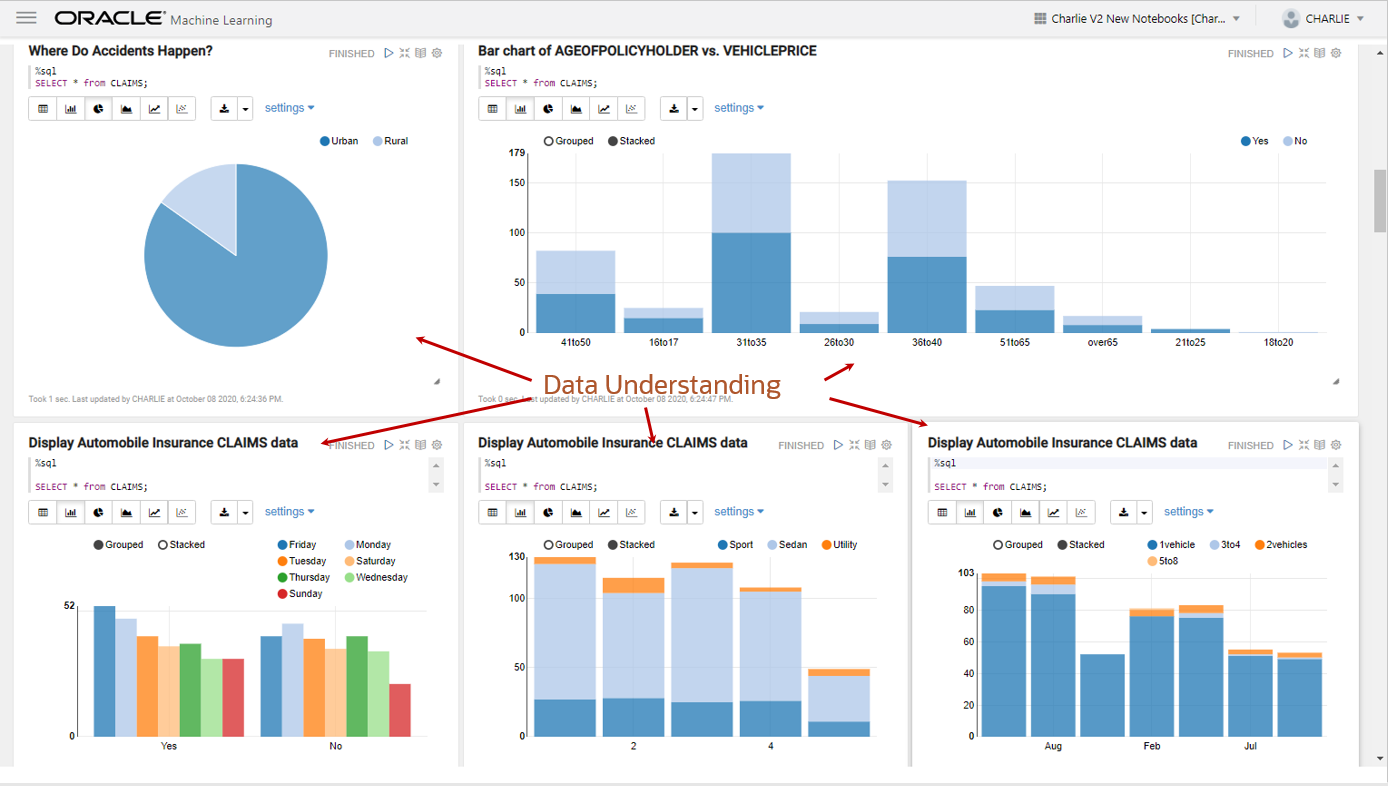 ORACLE® Machine Learning
Charlie V2 New Notebooks [Char...
CHARLIE
Where Do Accidents Happen?
FINISHED
%sql
SELECT * from CLAIMS;
settings
Urban Rural
Took 1 sec. Last updated by CHARLIE at October 08 2020, 6:24:36 PM.
Bar chart of AGEOFPOLICYHOLDER vs. VEHICLEPRICE
FINISHED
%sql
SELECT * from CLAIMS;
settings
Grouped Stacked
Yes No
179
150
100
50
0
41to50 16to17 31to35 26to30 36to40 51to65 over65 21to25 18to20
Took 0 sec. Last updated by CHARLIE at October 08 2020, 6:24:47 PM.
Data Understanding
Display Automobile Insurance CLAIMS data
FINISHED
%sql
SELECT * from CLAIMS;
settings
Grouped Stacked
Friday Monday
Tuesday Saturday
Thursday Wednesday
Sunday
52
0
Yes No
Display Automobile Insurance CLAIMS data
FINISHED
%sql
SELECT * from CLAIMS;
settings
Grouped Stacked
Sport Sedan Utility
130
100
50
0
2 4
Display Automobile Insurance CLAIMS data
FINISHED
%sql
SELECT * from CLAIMS;
settings
Grouped Stacked
1vehicle 3to4 2vehicles
5to8
103
80
60
40
20
0
Aug Feb Jul